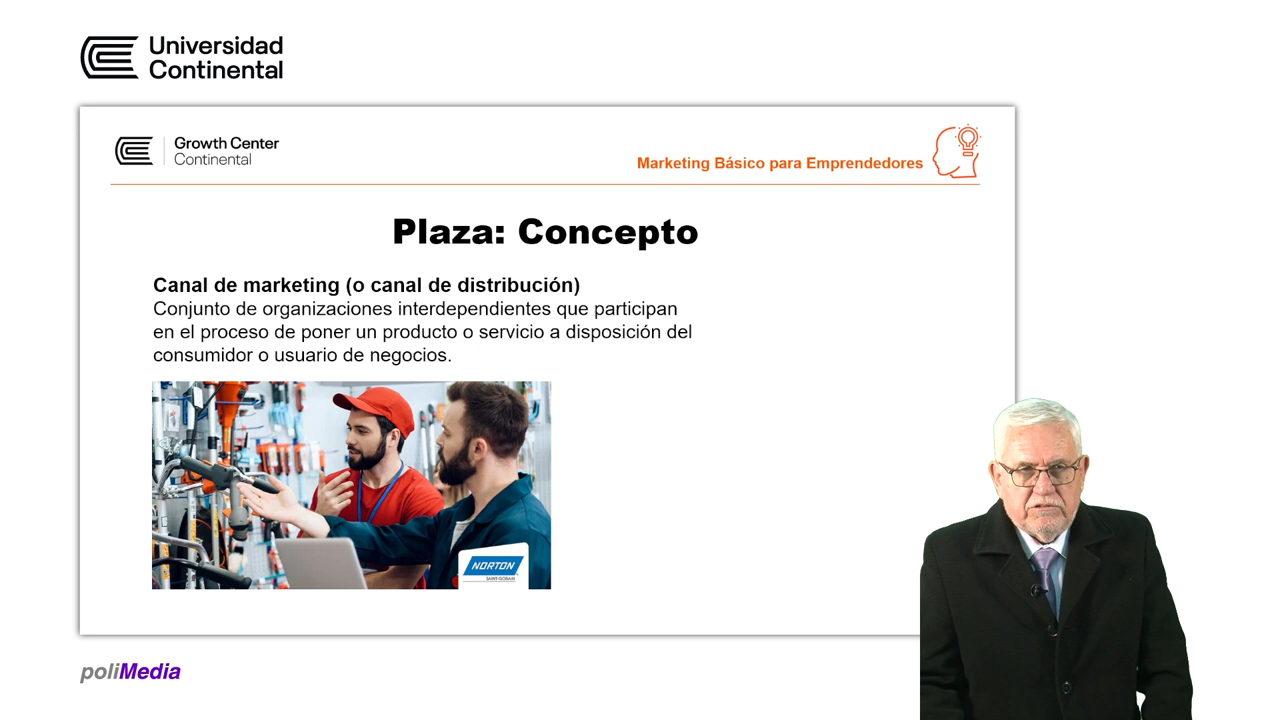 Universidad
Continental
Growth Center
Continental
Marketing Básico para Emprendedores
Plaza: Concepto
Canal de marketing (o canal de distribución)
Conjunto de organizaciones interdependientes que participan
en el proceso de poner un producto o servicio a disposición del
consumidor o usuario de negocios.
NORTON
SAINT-GOBAIN
poliMedia